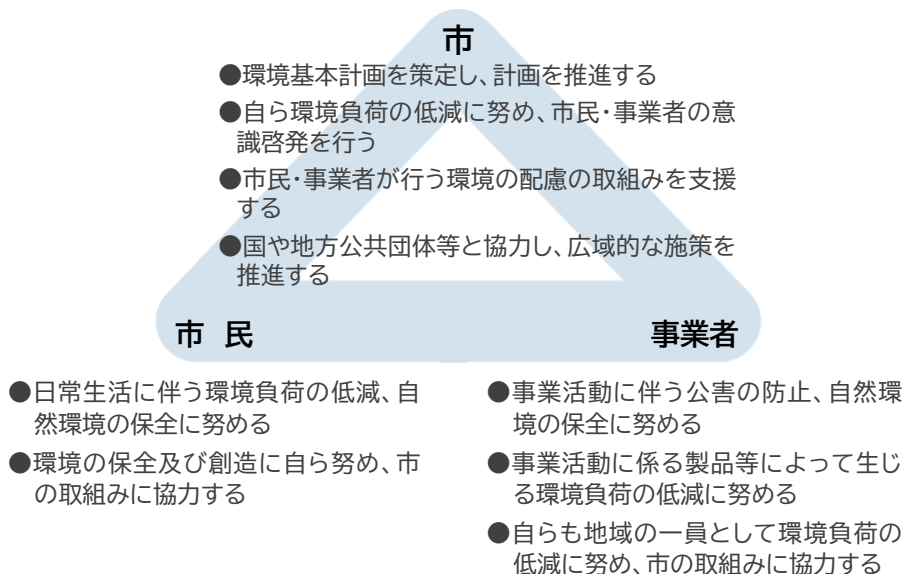 市
●環境基本計画を策定し、計画を推進する
●自ら環境負荷の低減に努め、市民・事業者の意
識啓発を行う
●市民・事業者が行う環境の配慮の取組みを支援
する
●国や地方公共団体等と協力し、広域的な施策を
推進する
市 民
●日常生活に伴う環境負荷の低減、自
然環境の保全に努める
●環境の保全及び創造に自ら努め、市
の取組みに協力する
事業者
●事業活動に伴う公害の防止、自然環
境の保全に努める
●事業活動に係る製品等によって生じ
る環境負荷の低減に努める
●自らも地域の一員として環境負荷の
低減に努め、市の取組みに協力する